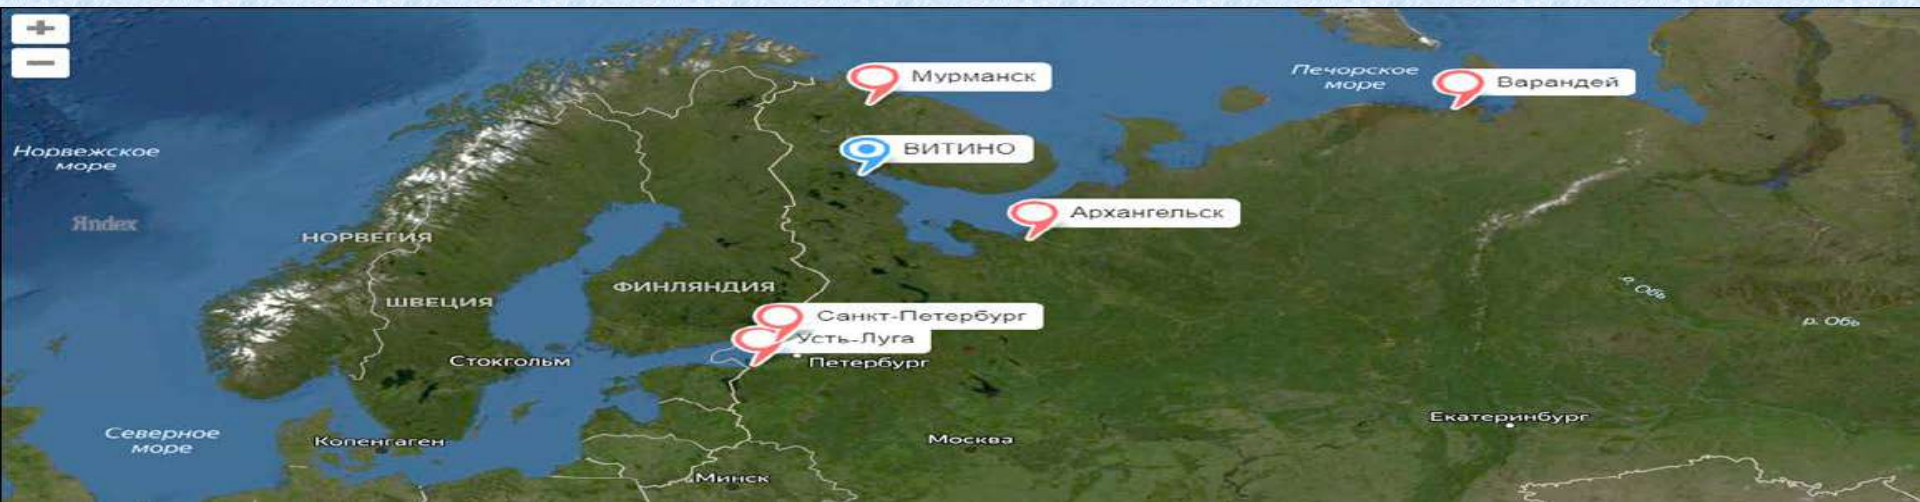 Мурманск
Печорское
море
Варандей
Норвежское
море
ВИТИНО
Yandex
Архангельск
НОРВЕГИЯ
ФИНЛЯНДИЯ
ШВЕЦИЯ
р. Обь
Санкт-Петербург
р. Обь
Усть-Луга
Стокгольм
Петербург
Екатеринбург
Северное
море
Копенгаген
Москва
Минск